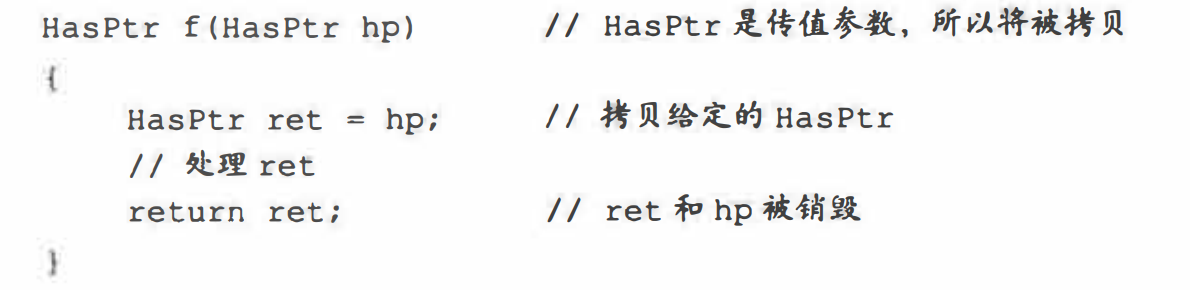 HasPtr f(HasPtr hp) // HasPtr 是传值参数，所以将被拷贝
{
HasPtr ret = hp; // 拷贝给定的 HasPtr
// 处理 ret
return ret; // ret 和 hp 被销毁
}